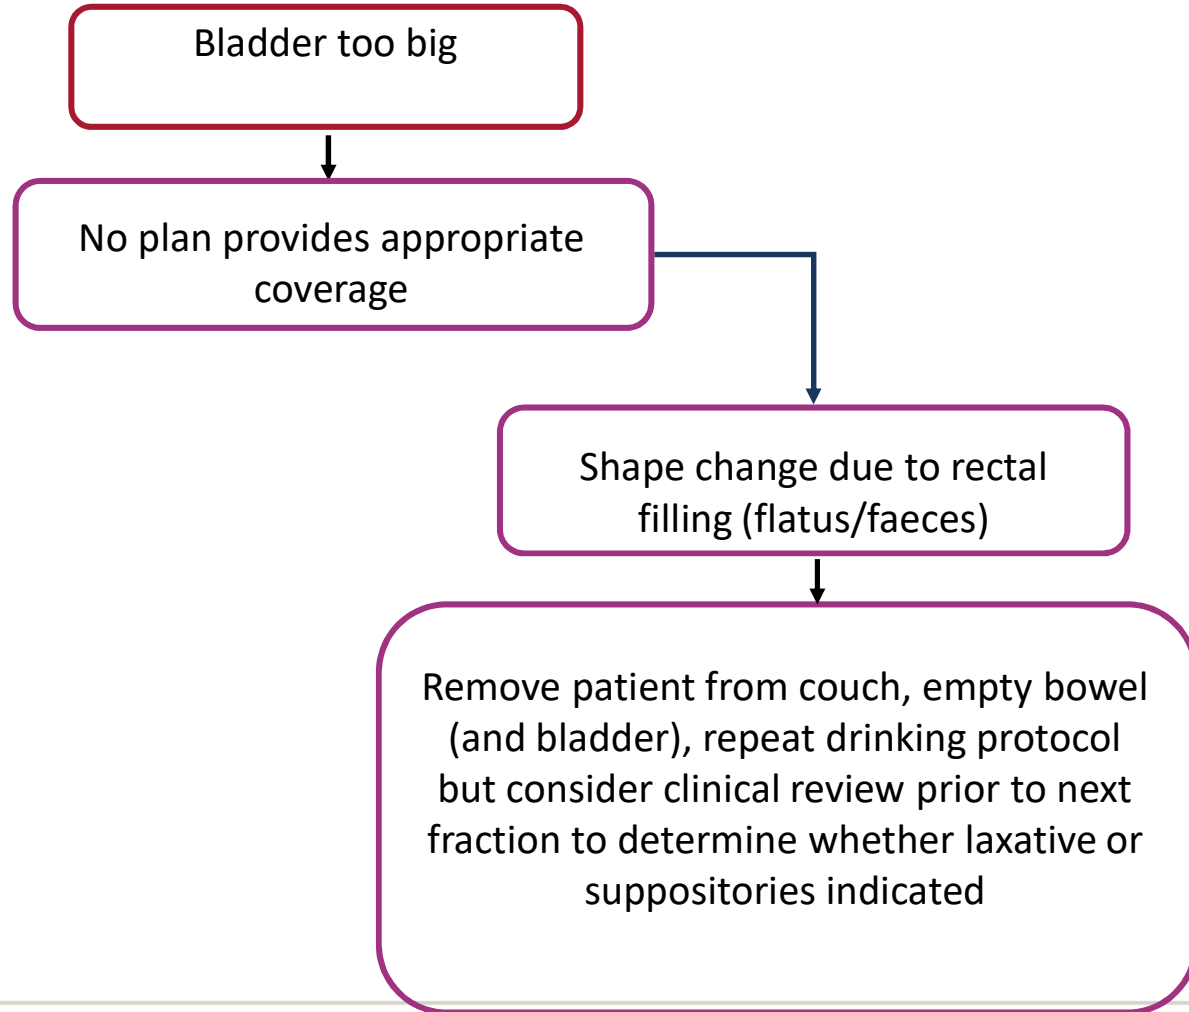 Bladder too big
No plan provides appropriate
coverage
Shape change due to rectal
filling (flatus/faeces)
Remove patient from couch, empty bowel
(and bladder), repeat drinking protocol
but consider clinical review prior to next
fraction to determine whether laxative or
suppositories indicated